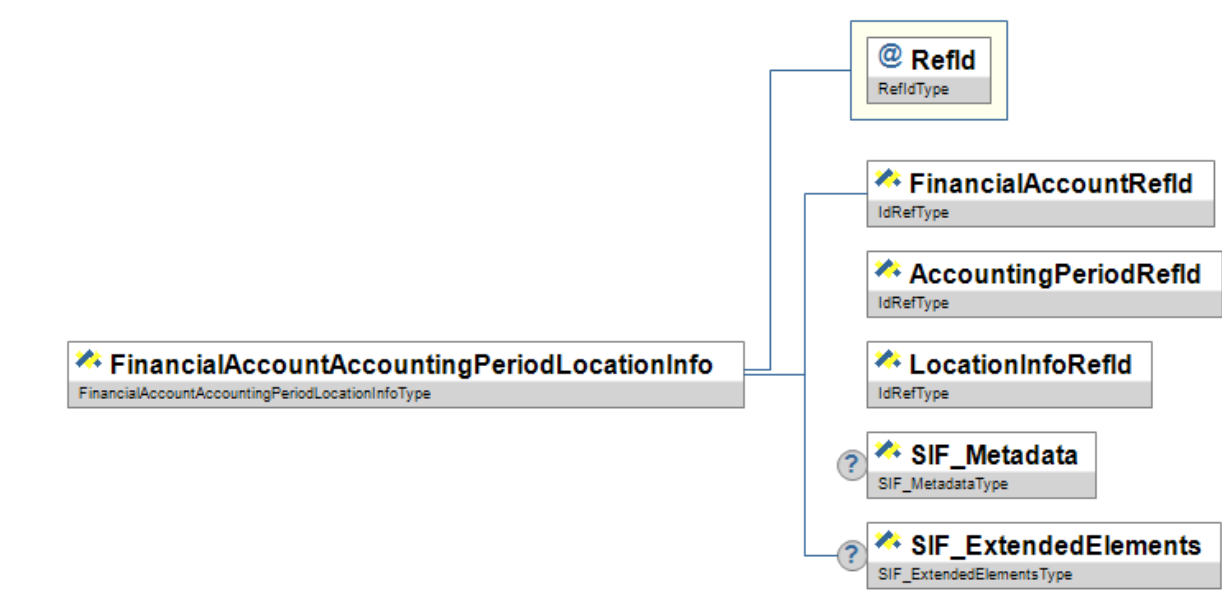 @ RefId
RefIdType
FinancialAccountRefId
IdRefType
AccountingPeriodRefId
IdRefType
FinancialAccountAccountingPeriodLocationInfo
FinancialAccountAccountingPeriodLocationInfoType
LocationInfoRefId
IdRefType
? SIF_Metadata
SIF_MetadataType
? SIF_ExtendedElements
SIF_ExtendedElementsType